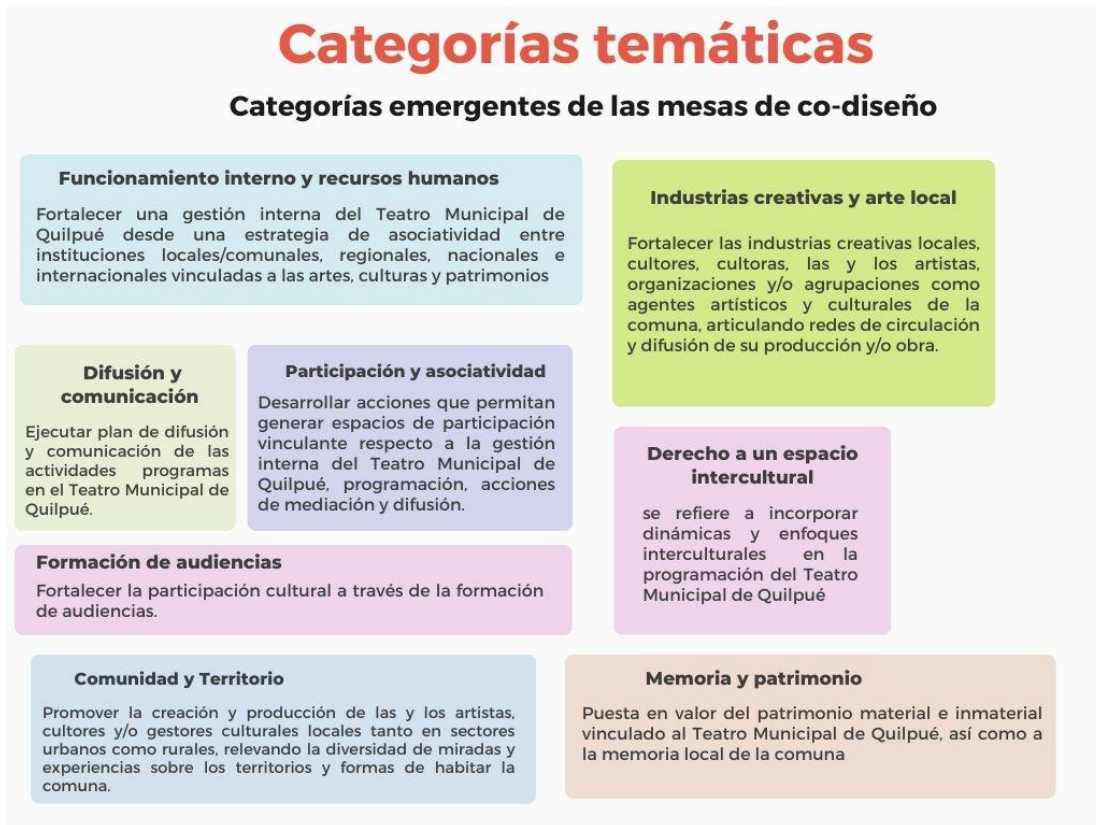 Categorías temáticas
Categorías emergentes de las mesas de co-diseño
Funcionamiento interno y recursos humanos
Fortalecer una gestión interna del Teatro Municipal de
Quilpué desde una estrategia de asociatividad entre
instituciones locales/comunales, regionales, nacionales e
internacionales vinculadas a las artes, culturas y patrimonios
Industrias creativas y arte local
Fortalecer las industrias creativas locales,
cultores, cultoras, las y los artistas,
organizaciones y/o agrupaciones como
agentes artísticos y culturales de la
comuna, articulando redes de circulación
y difusión de su producción y/o obra.
Difusión y
comunicación
Ejecutar plan de difusión
y comunicación de las
actividades programas
en el Teatro Municipal de
Quilpué.
Participación y asociatividad
Desarrollar acciones que permitan
generar espacios de participación
vinculante respecto a la gestión
interna del Teatro Municipal de
Quilpué, programación, acciones
de mediación y difusión.
Derecho a un espacio
intercultural
se refiere a incorporar
dinámicas y enfoques
interculturales en la
programación del Teatro
Municipal de Quilpué
Formación de audiencias
Fortalecer la participación cultural a través de la formación
de audiencias.
Comunidad y Territorio
Promover la creación y producción de las y los artistas,
cultores y/o gestores culturales locales tanto en sectores
urbanos como rurales, relevando la diversidad de miradas y
experiencias sobre los territorios y formas de habitar la
comuna.
Memoria y patrimonio
Puesta en valor del patrimonio material e inmaterial
vinculado al Teatro Municipal de Quilpué, así como a
la memoria local de la comuna